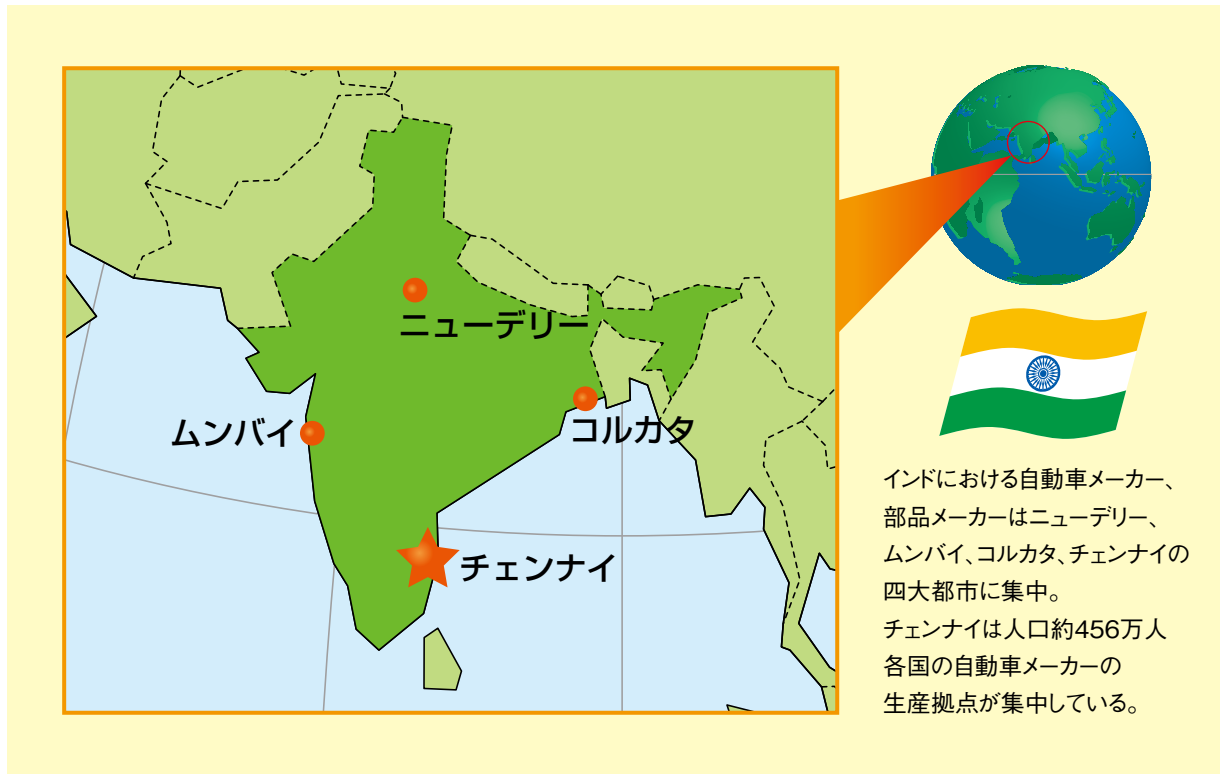 ニューデリー
ムンバイ
コルカタ
チェンナイ
インドにおける自動車メーカー、
部品メーカーはニューデリー、
ムンバイ、コルカタ、チェンナイの
四大都市に集中。
チェンナイは人口約456万人
各国の自動車メーカーの
生産拠点が集中している。